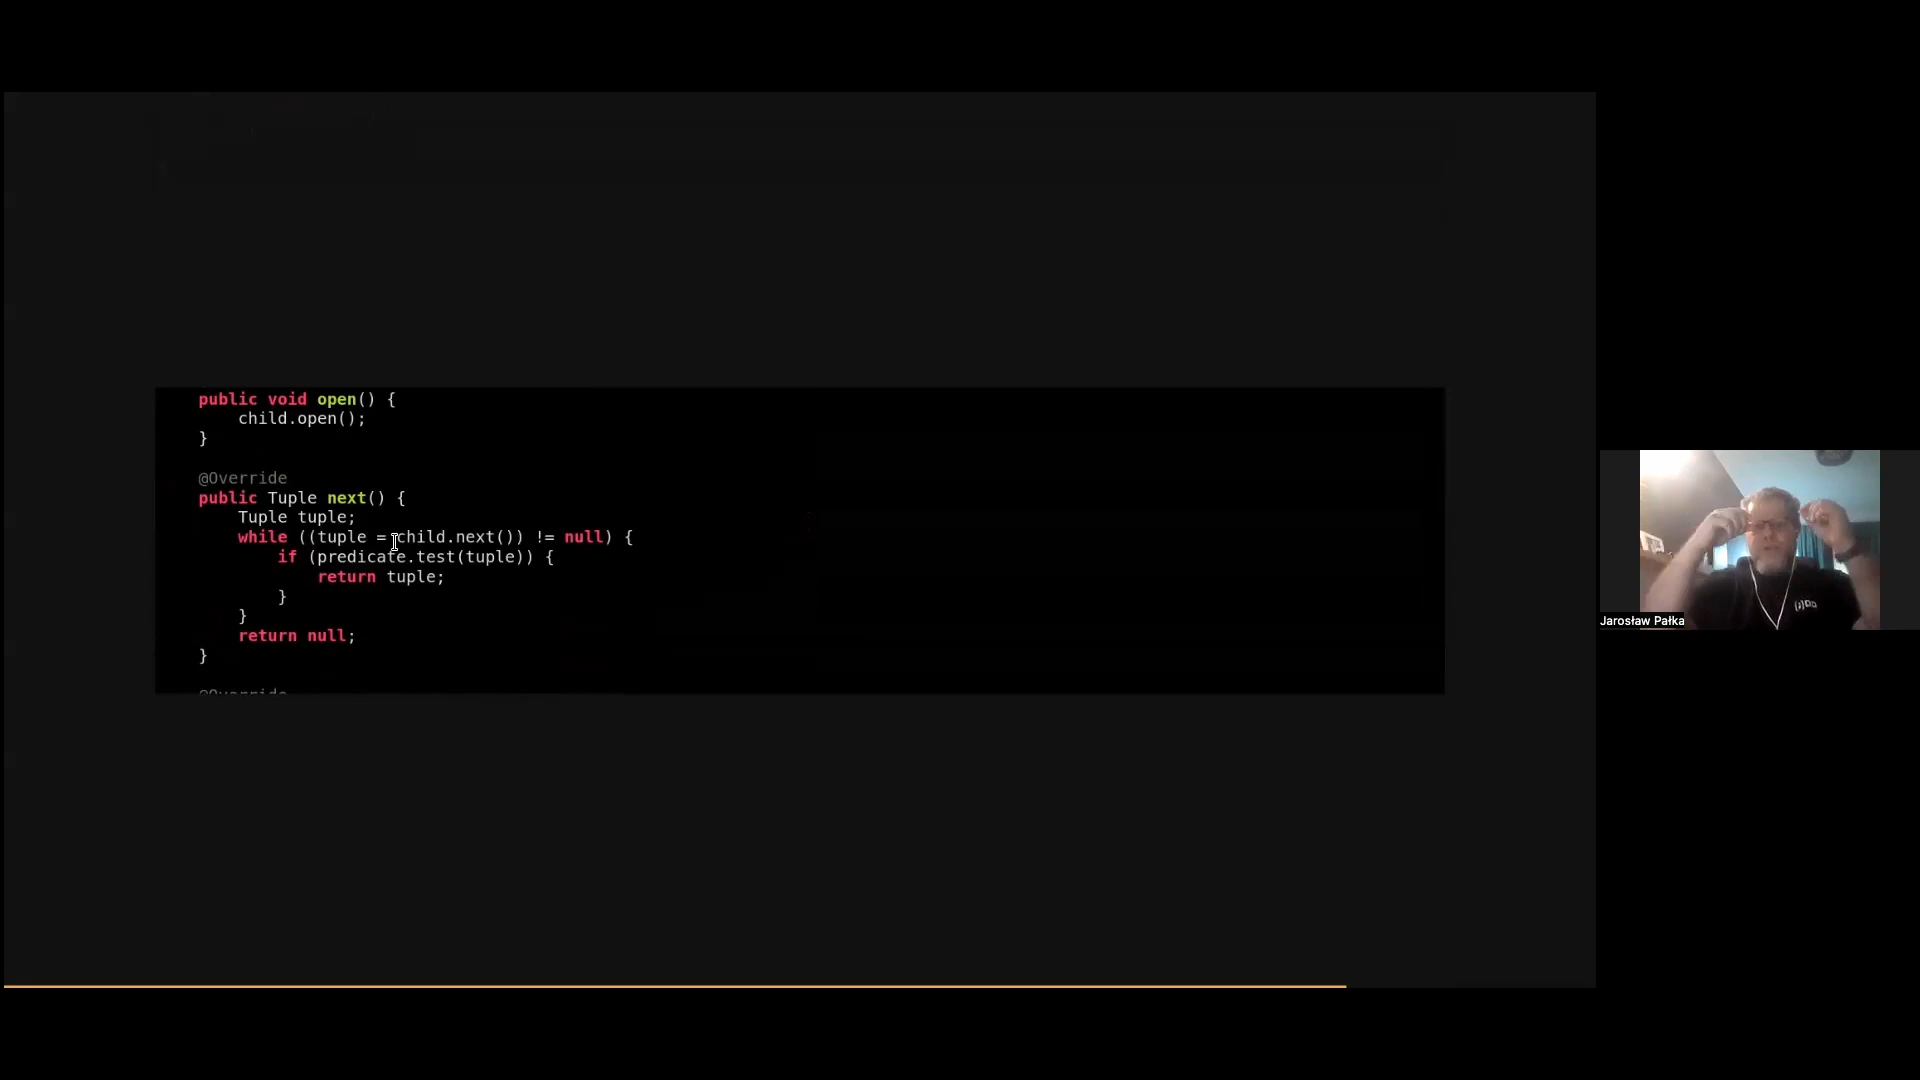 public void open() {
    child.open();
}
@Override
public Tuple next() {
    Tuple tuple;
    while ((tuple = child.next()) != null) {
        if (predicate.test(tuple)) {
            return tuple;
        }
    }
    return null;
}
@Override
Jarosław Pałka